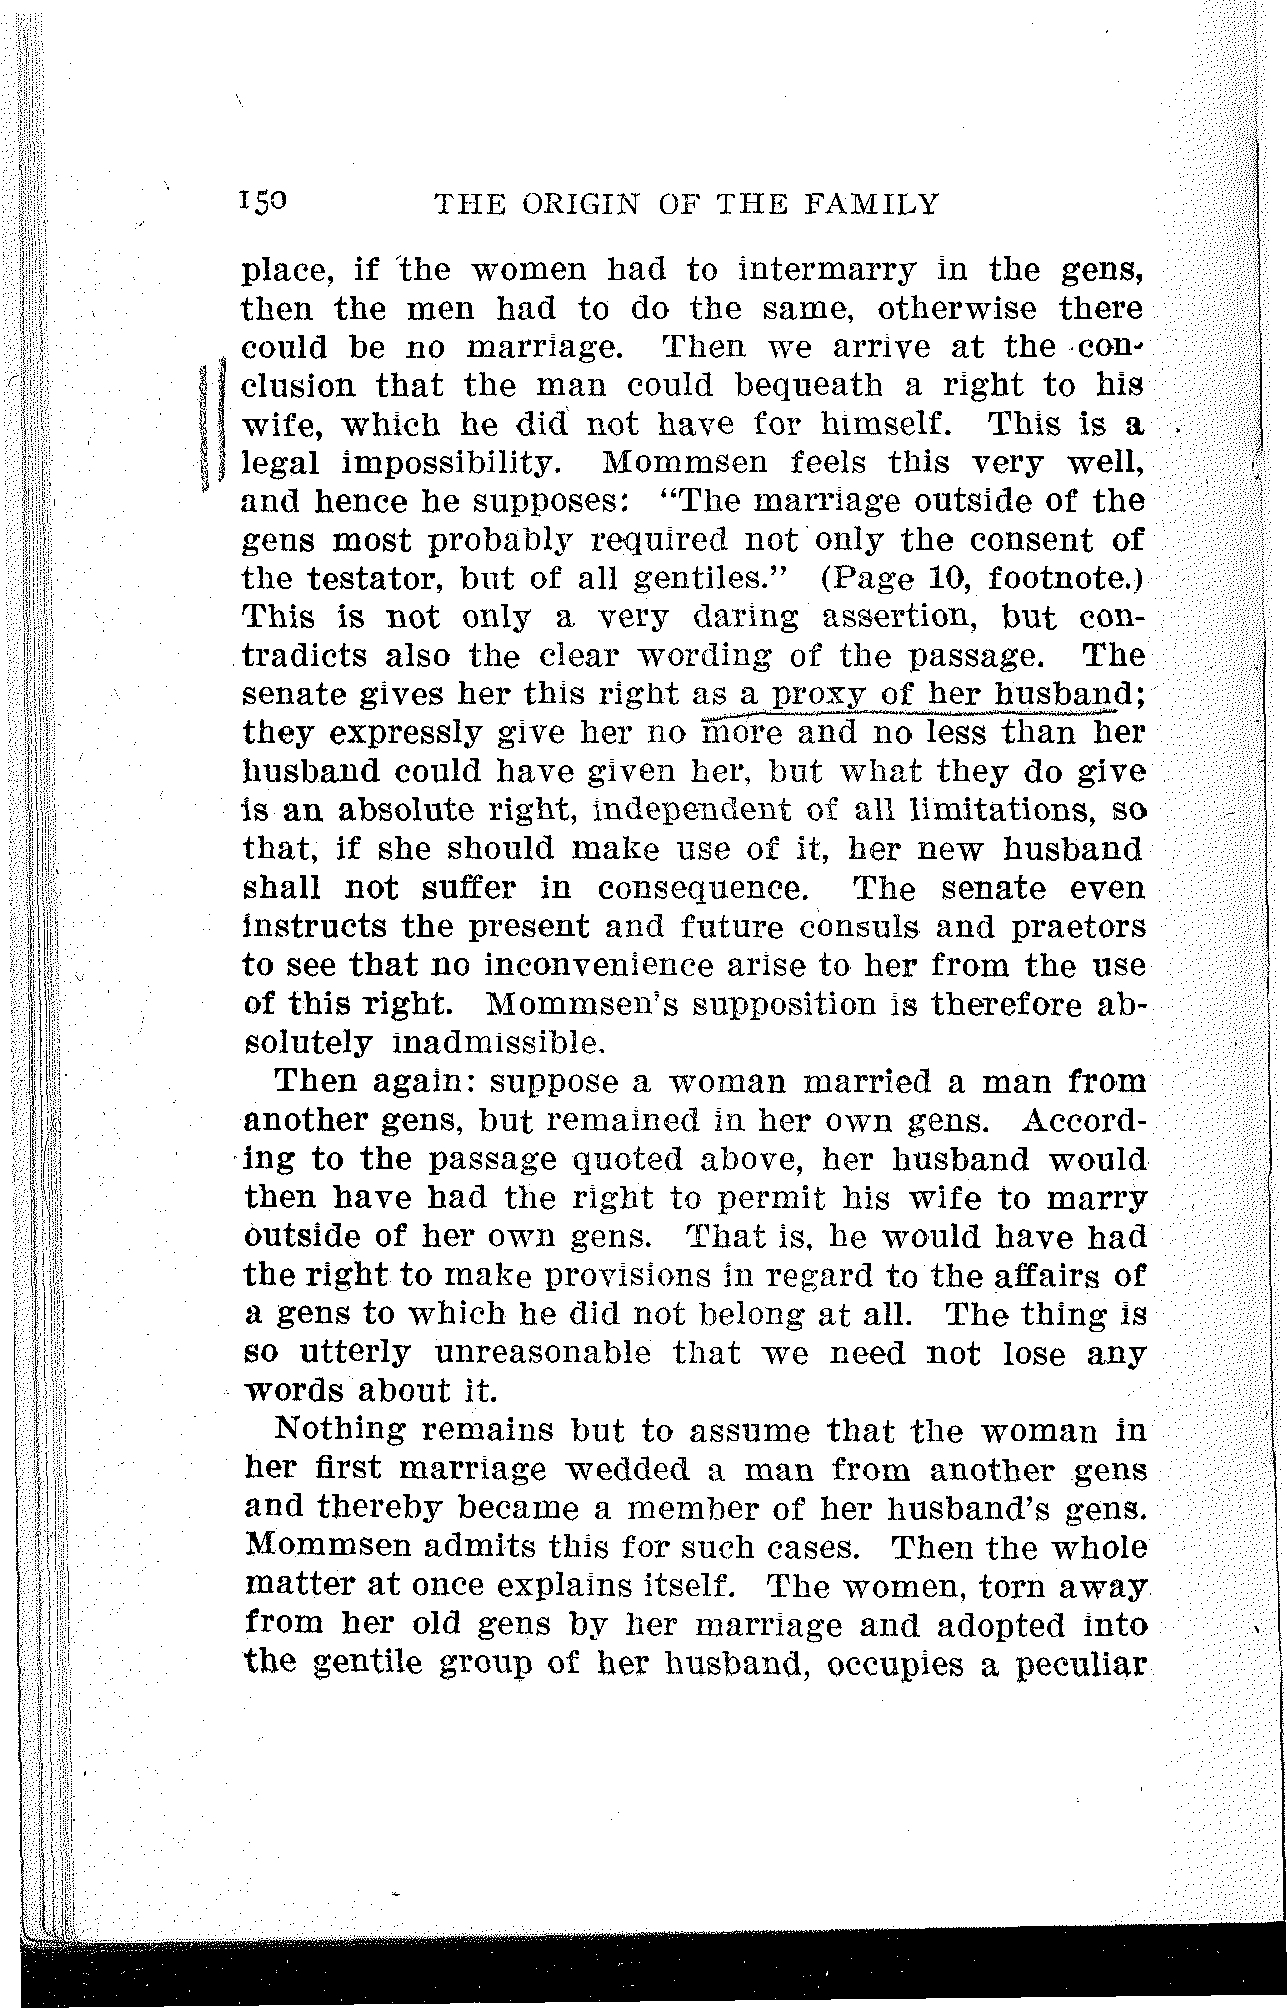 150 THE ORIGIN OF THE FAMILY
place, if the women had to intermarry in the gens,
then the men had to do the same, otherwise there
could be no marriage. Then we arrive at the con-
clusion that the man could bequeath a right to his
wife, which he did not have for himself. This is a
legal impossibility. Mommsen feels this very well,
and hence he supposes: “The marriage outside of the
gens most probably required not only the consent of
the testator, but of all gentiles.” (Page 10, footnote.)
This is not only a very daring assertion, but con-
tradicts also the clear wording of the passage. The
senate gives her this right as a proxy of her husband;
they expressly give her no more and no less than her
husband could have given her, but what they do give
is an absolute right, independent of all limitations, so
that, if she should make use of it, her new husband
shall not suffer in consequence. The senate even
instructs the present and future consuls and praetors
to see that no inconvenience arise to her from the use
of this right. Mommsen's supposition is therefore ab-
solutely inadmissible.
Then again: suppose a woman married a man from
another gens, but remained in her own gens. Accord-
ing to the passage quoted above, her husband would
then have had the right to permit his wife to marry
outside of her own gens. That is, he would have had
the right to make provisions in regard to the affairs of
a gens to which he did not belong at all. The thing is
so utterly unreasonable that we need not lose any
words about it.
Nothing remains but to assume that the woman in
her first marriage wedded a man from another gens
and thereby became a member of her husband's gens.
Mommsen admits this for such cases. Then the whole
matter at once explains itself. The women, torn away
from her old gens by her marriage and adopted into
the gentile group of her husband, occupies a peculiar